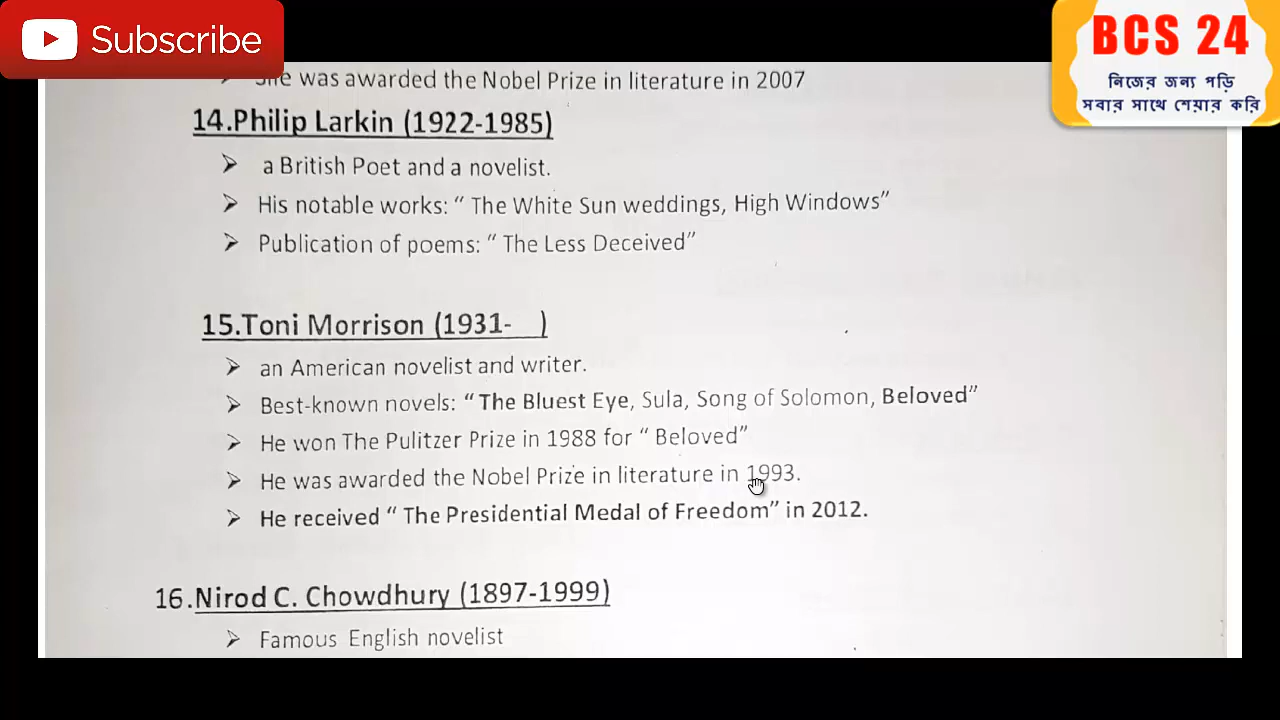 Subscribe
BCS 24
নিজের জন্য পড়ি
সবার সাথে শেয়ার করি
She was awarded the Nobel Prize in literature in 2007
14.Philip Larkin (1922-1985)
a British Poet and a novelist.
His notable works: “ The White Sun weddings, High Windows”
Publication of poems: “ The Less Deceived”
15.Toni Morrison (1931- )
an American novelist and writer.
Best-known novels: “ The Bluest Eye, Sula, Song of Solomon, Beloved”
He won The Pulitzer Prize in 1988 for “ Beloved”
He was awarded the Nobel Prize in literature in 1993.
He received “ The Presidential Medal of Freedom” in 2012.
16.Nirod C. Chowdhury (1897-1999)
Famous English novelist